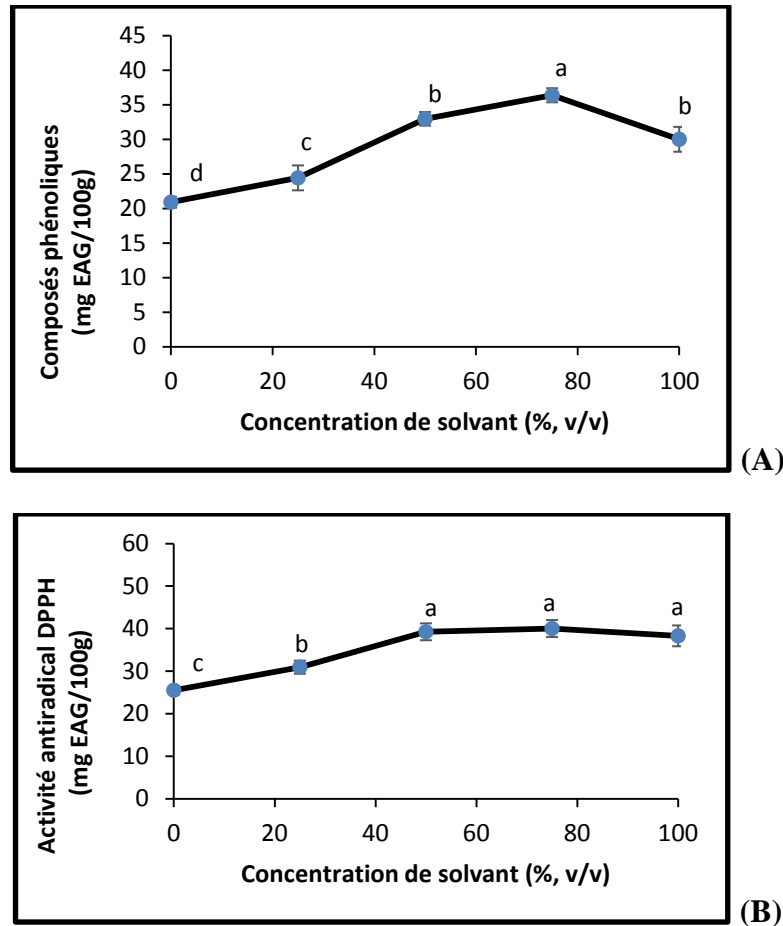 45
40
35
30
25
20
15
10
5
0
Composés phénoliques
(mg EAG/100g)
d
c
b
a
b
0 20 40 60 80 100
Concentration de solvant (%, v/v)
(A)
60
50
40
30
20
10
0
Activité antiradical DPPH
(mg EAG/100g)
c
b
a
a
a
0 20 40 60 80 100
Concentration de solvant (%, v/v)
(B)